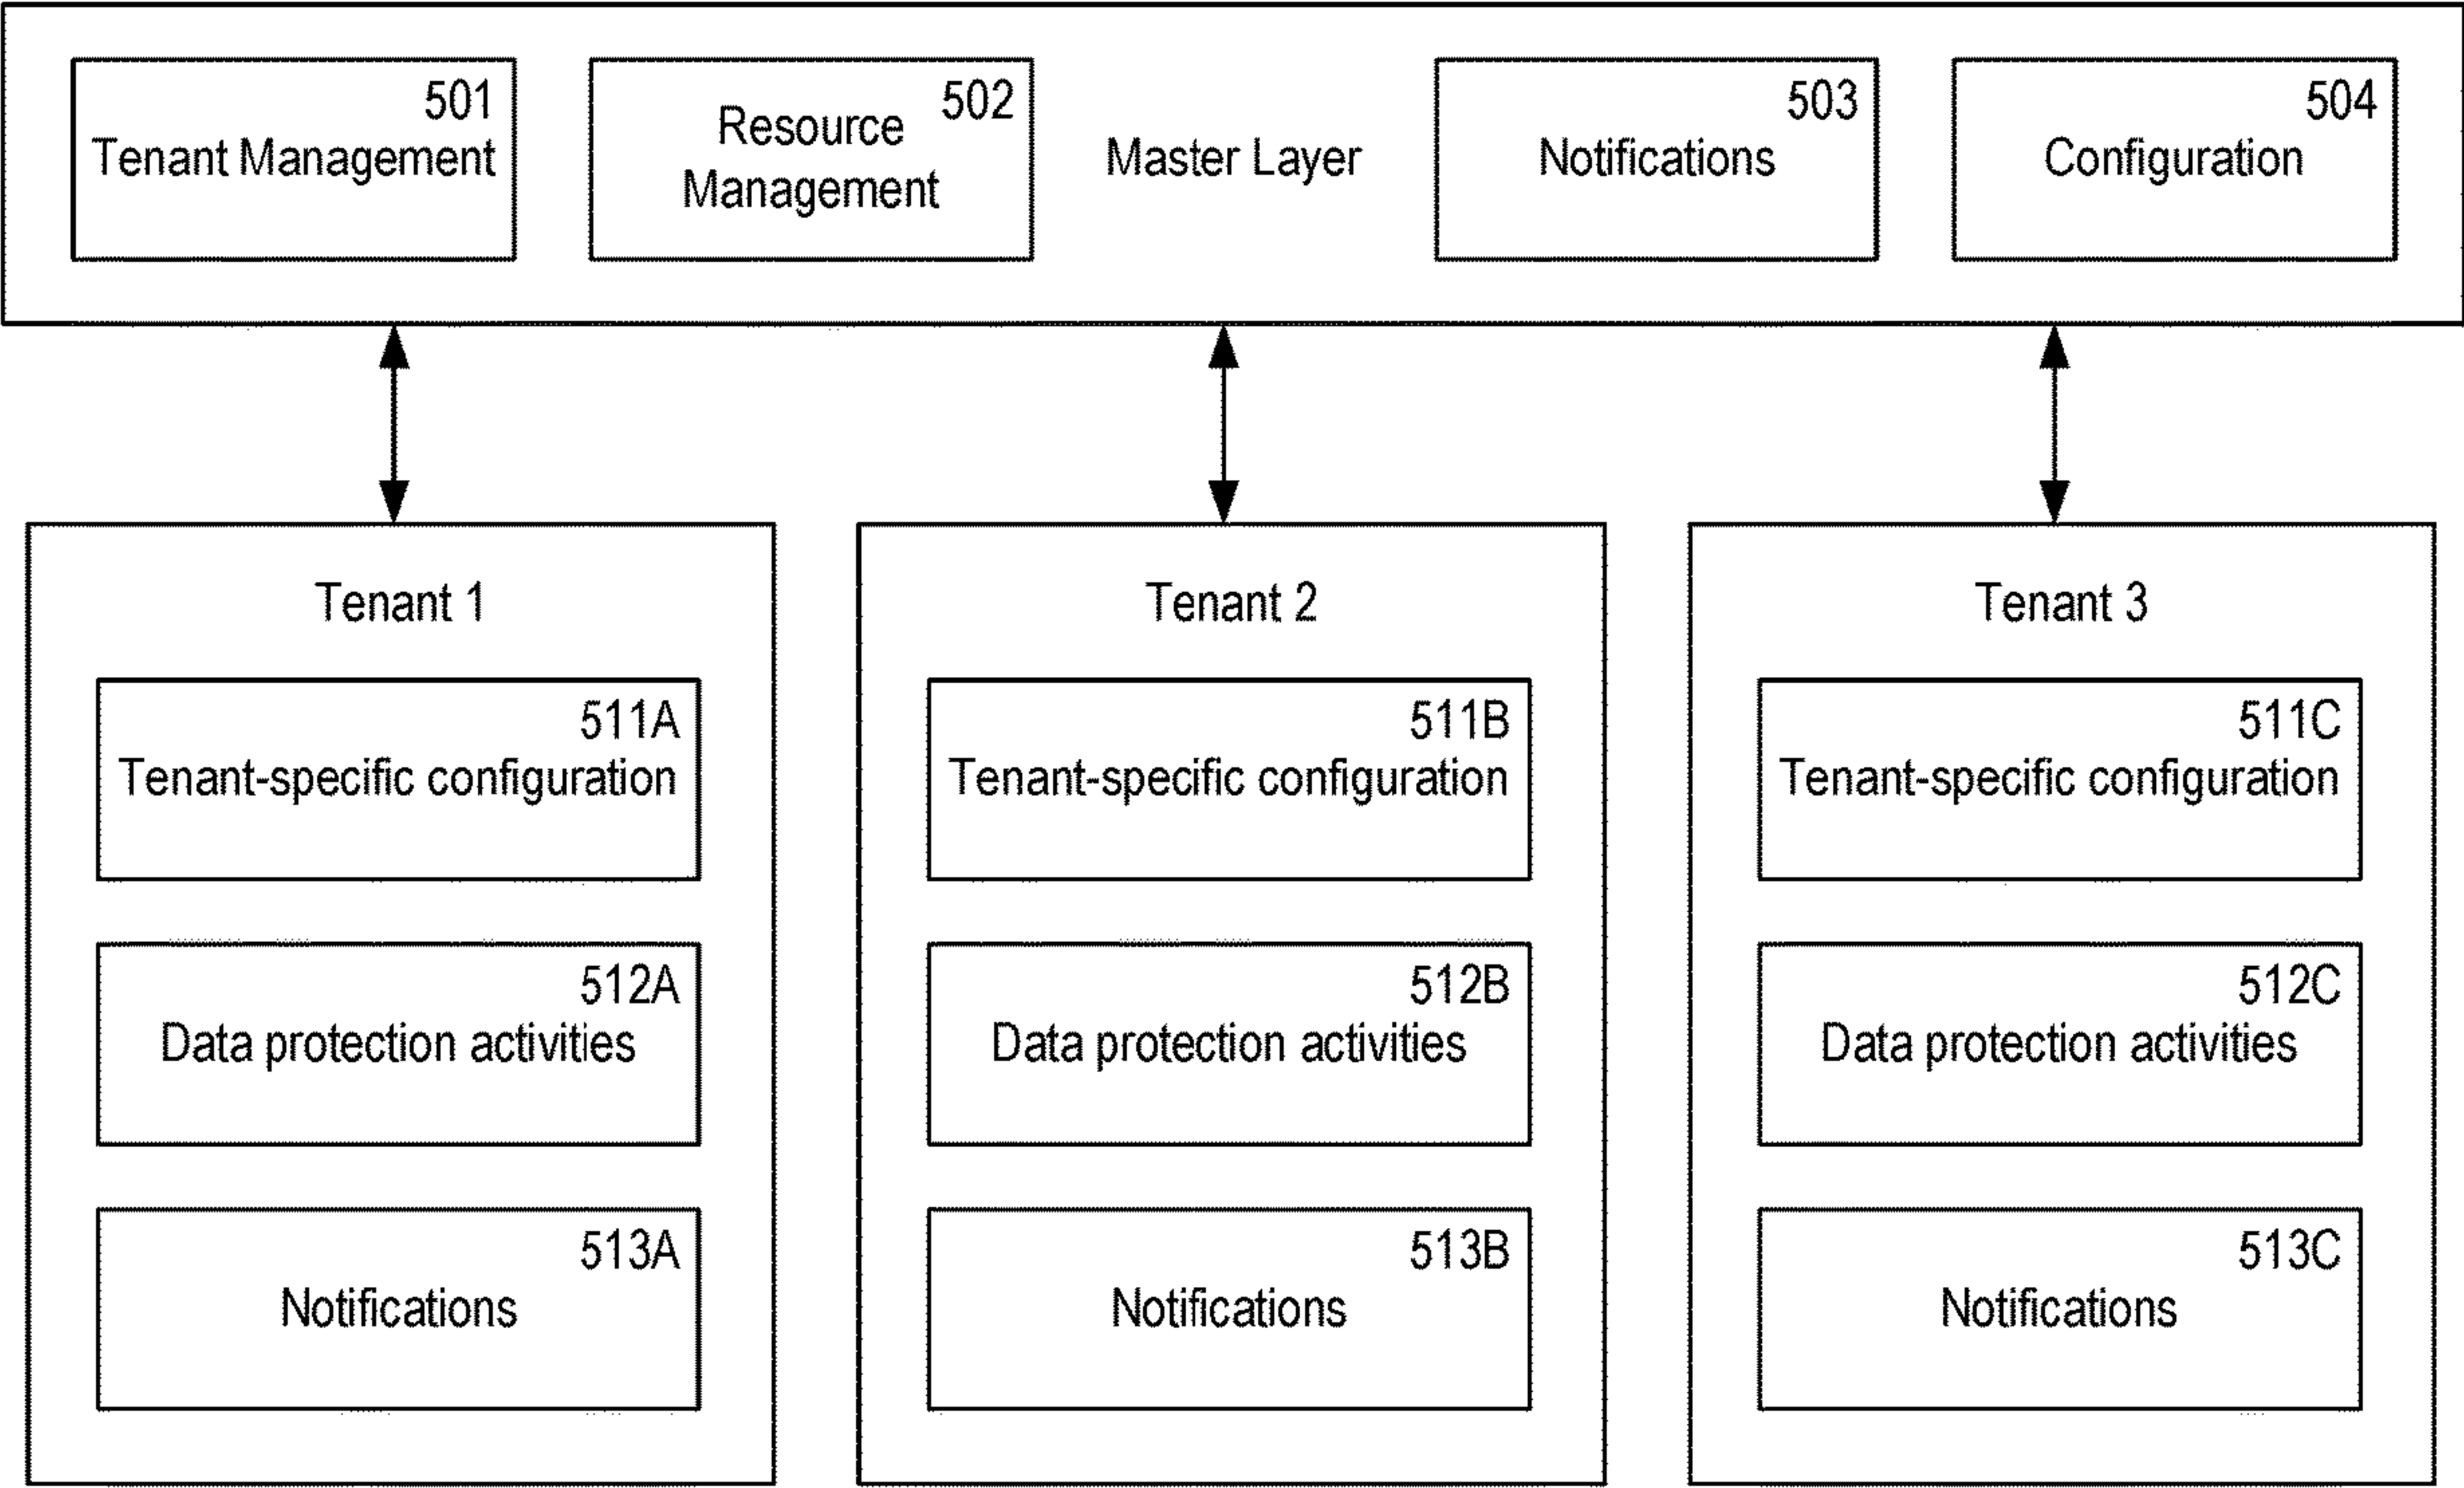 501
Tenant Management
502
Resource
Management
Master Layer
503
Notifications
504
Configuration
Tenant 1
511A
Tenant-specific configuration
512A
Data protection activities
513A
Notifications
Tenant 2
511B
Tenant-specific configuration
512B
Data protection activities
513B
Notifications
Tenant 3
511C
Tenant-specific configuration
512C
Data protection activities
513C
Notifications